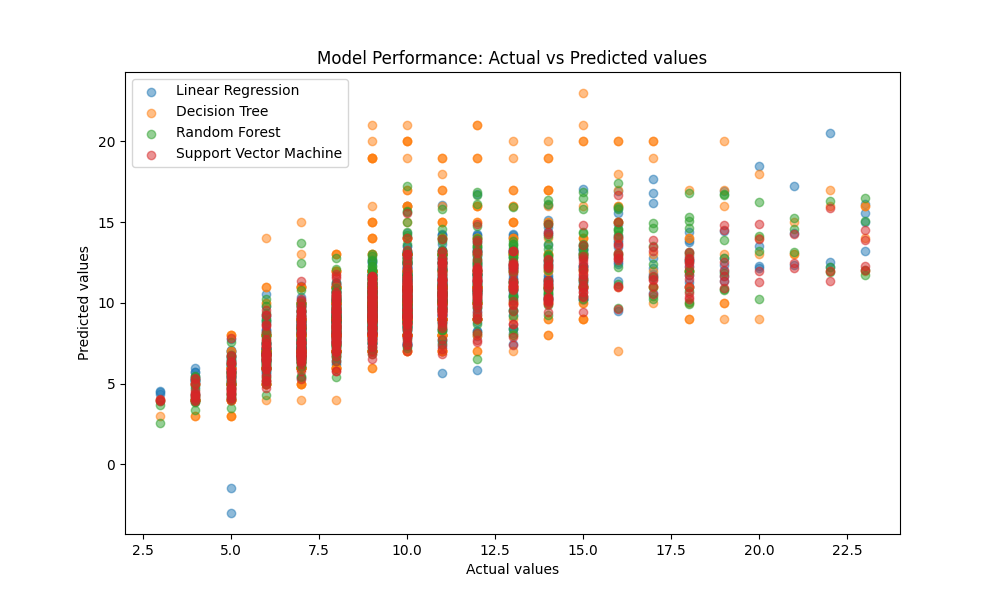 Model Performance: Actual vs Predicted values
Linear Regression
Decision Tree
Random Forest
Support Vector Machine
Predicted values
20
15
10
5
0
2.5 5.0 7.5 10.0 12.5 15.0 17.5 20.0 22.5
Actual values